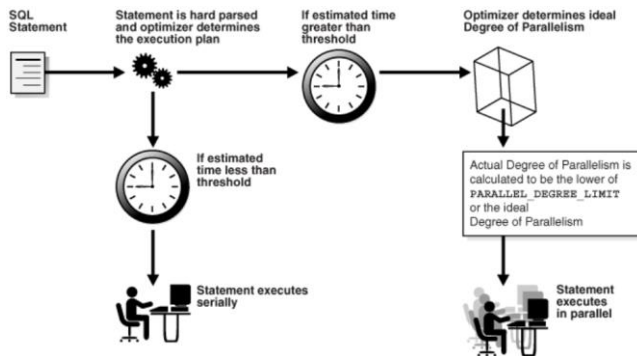 SQL
Statement
Statement is hard parsed
and optimizer determines
the execution plan
If estimated time
greater than
threshold
Optimizer determines ideal
Degree of Parallelism
If estimated
time less than
threshold
Actual Degree of Parallelism is
calculated to be the lower of
PARALLEL_DEGREE_LIMIT
or the ideal
Degree of Parallelism
Statement executes
serially
Statement
executes
in parallel